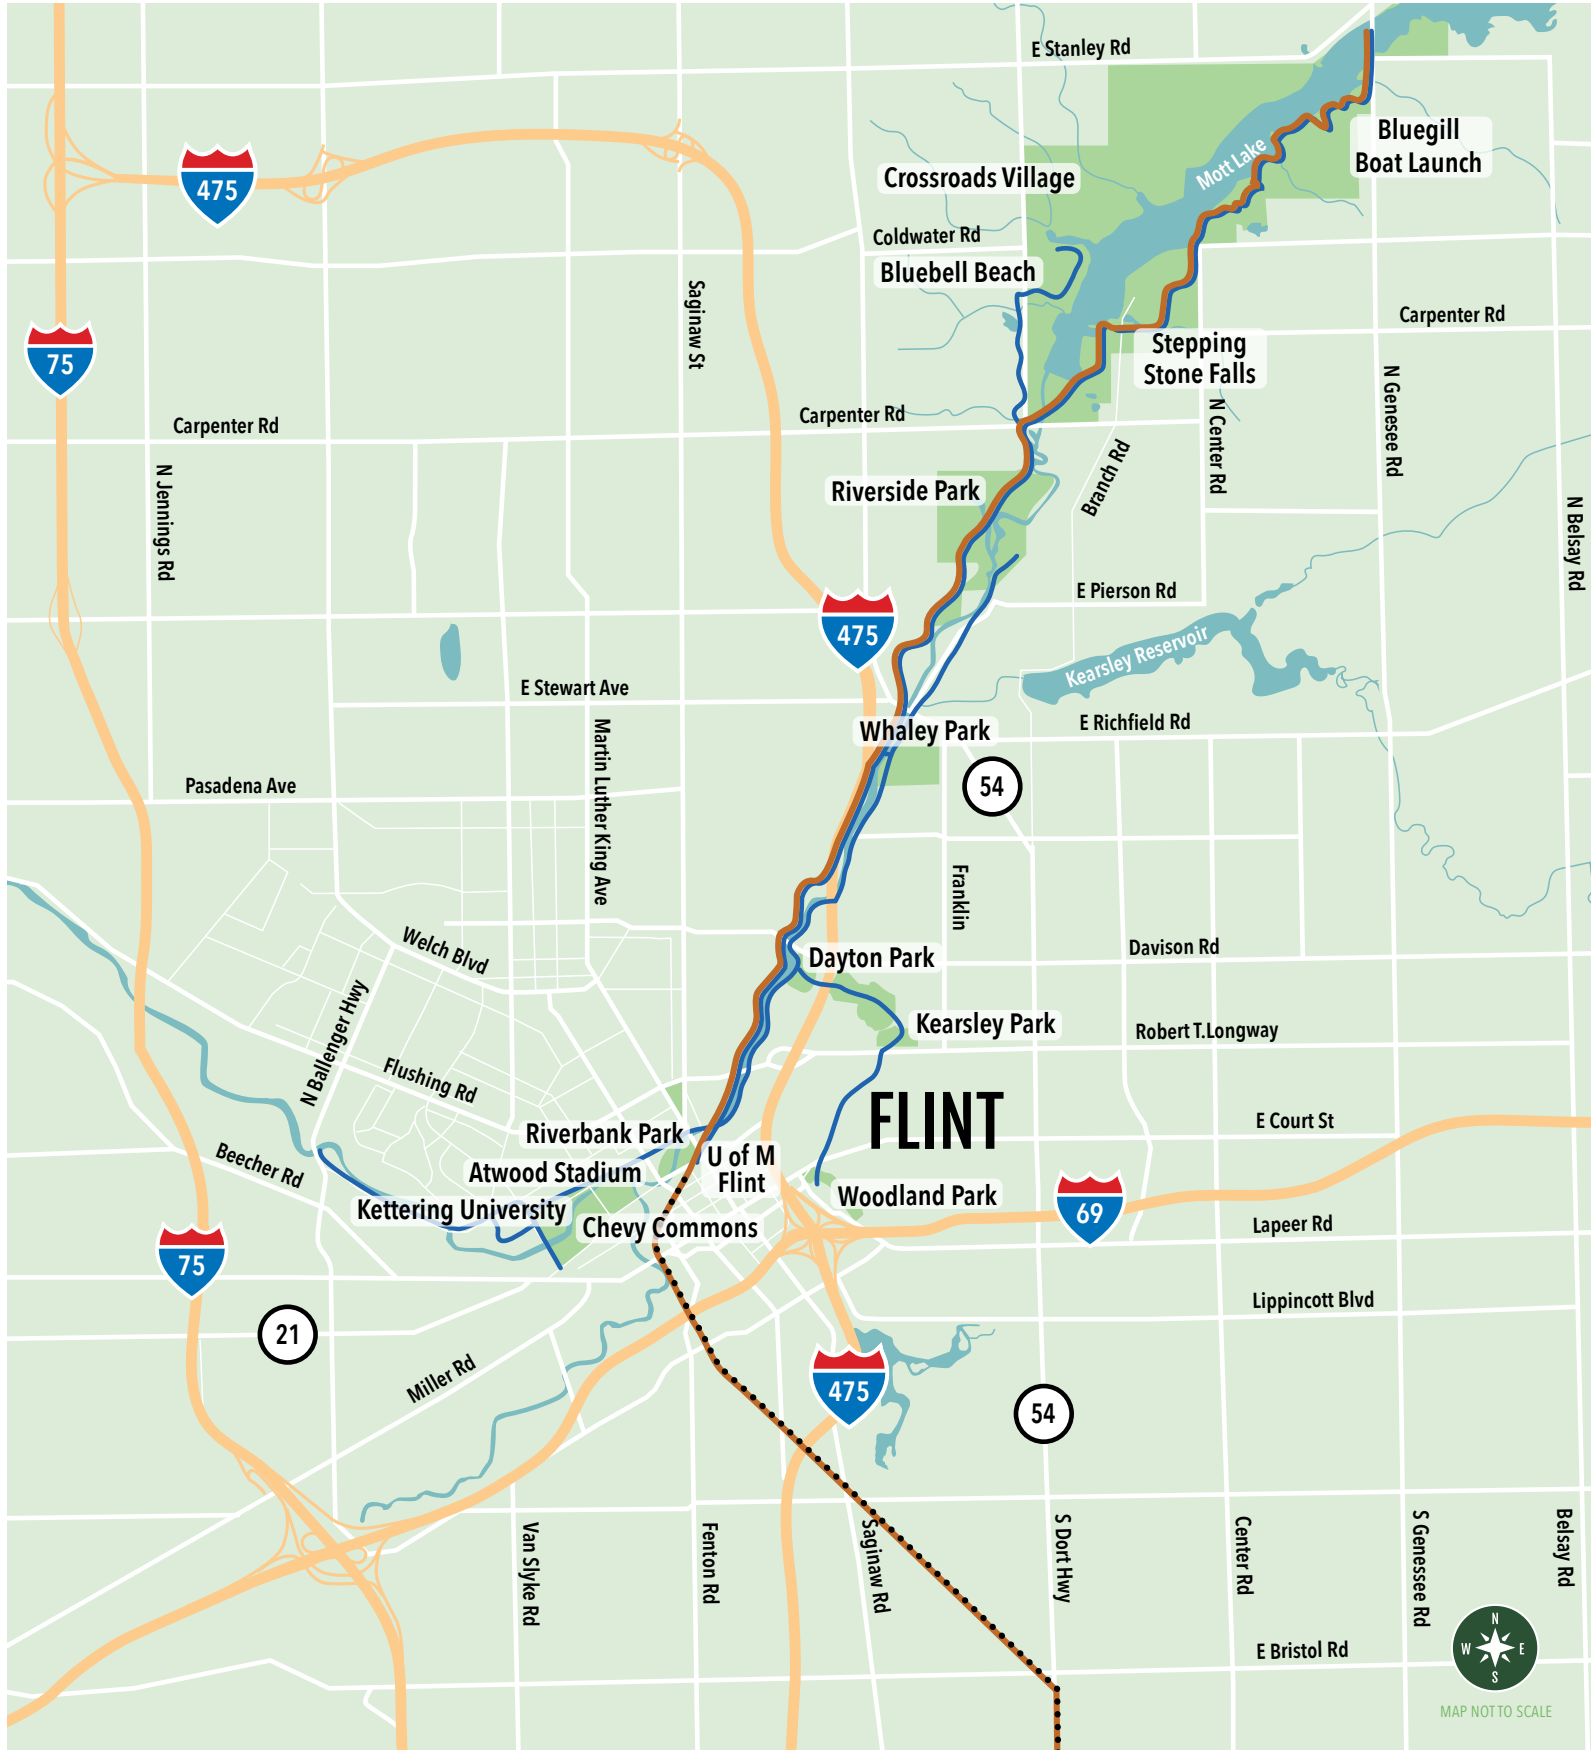 E Stanley Rd
Bluegill
Boat Launch
Mott Lake
475
Crossroads Village
Coldwater Rd
Bluebell Beach
Saginaw St
Carpenter Rd
75
Stepping
Stone Falls
N Genesee Rd
N Center Rd
Carpenter Rd
Carpenter Rd
Branch Rd
N Jennings Rd
Riverside Park
N Belsay Rd
E Pierson Rd
475
Kearsley Reservoir
E Stewart Ave
E Richfield Rd
Whaley Park
Martin Luther King Ave
Pasadena Ave
54
Franklin
Welch Blvd
Davison Rd
Dayton Park
Kearsley Park
Robert T.Longway
N Ballenger Hwy
Flushing Rd
FLINT
E Court St
Riverbank Park
Beecher Rd
Atwood Stadium
U of M
Flint
Woodland Park
Kettering University
Chevy Commons
69
Lapeer Rd
75
Lippincott Blvd
21
Miller Rd
475
54
Van Slyke Rd
Fenton Rd
Saginaw Rd
S Dort Hwy
Center Rd
S Genessee Rd
Belsay Rd
E Bristol Rd
N
W E
S
MAP NOT TO SCALE